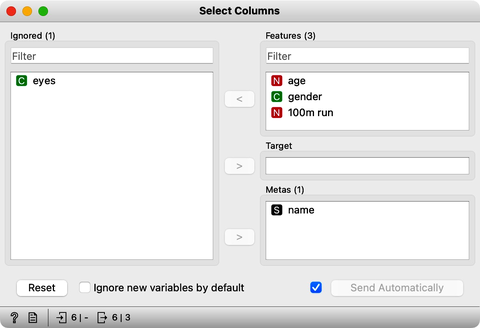 Select Columns
Ignored (1)
Filter
C eyes
<
>
>
Features (3)
Filter
N age
C gender
N 100m run
Target
Metas (1)
S name
Reset
Ignore new variables by default
Send Automatically
? 6 | - 6 | 3